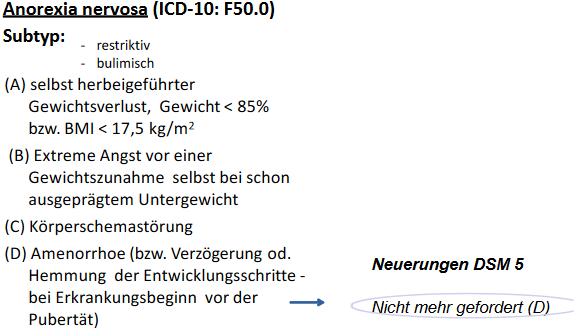 Anorexia nervosa (ICD-10: F50.0)
Subtyp:
- restriktiv
- bulimisch
(A) selbst herbeigeführter
Gewichtsverlust, Gewicht < 85%
bzw. BMI < 17,5 kg/m²
(B) Extreme Angst vor einer
Gewichtszunahme selbst bei schon
ausgeprägtem Untergewicht
(C) Körperschemastörung
(D) Amenorrhoe (bzw. Verzögerung od.
Hemmung der Entwicklungsschritte -
bei Erkrankungsbeginn vor der
Pubertät)
Neuerungen DSM 5
Nicht mehr gefordert (D)